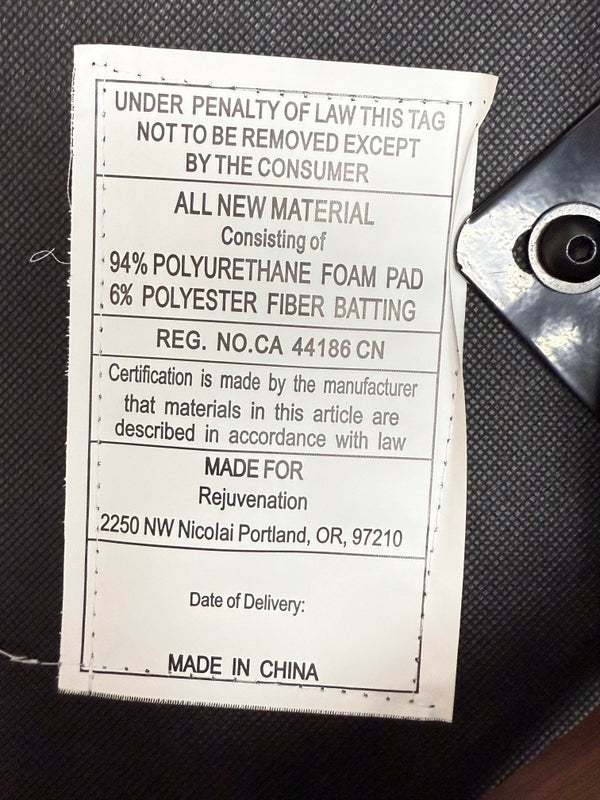 UNDER PENALTY OF LAW THIS TAG
NOT TO BE REMOVED EXCEPT
BY THE CONSUMER
ALL NEW MATERIAL
Consisting of
94% POLYURETHANE FOAM PAD
6% POLYESTER FIBER BATTING
REG. NO.CA 44186 CN
Certification is made by the manufacturer
that materials in this article are
described in accordance with law
MADE FOR
Rejuvenation
2250 NW Nicolai Portland, OR, 97210
Date of Delivery:
MADE IN CHINA